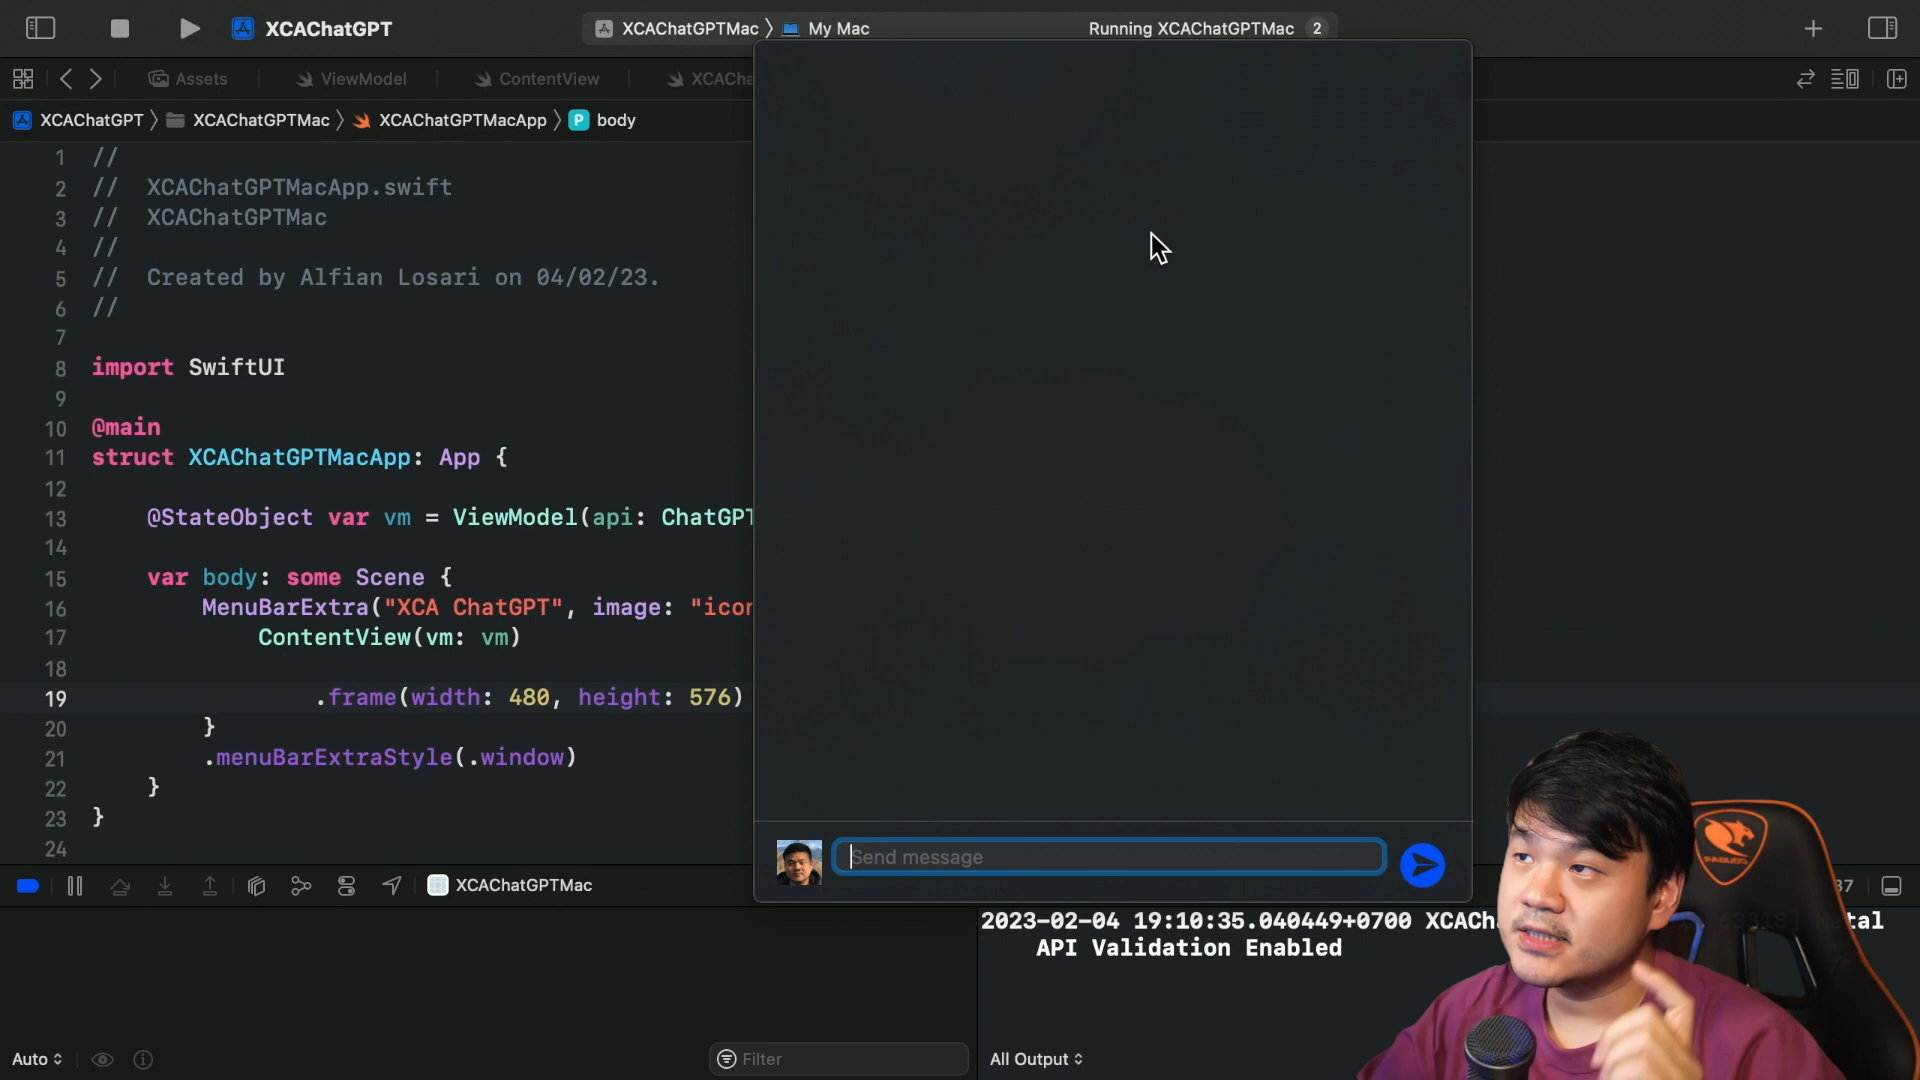 XCAChatGPT
XCAChatGPTMac 〉 My Mac
Running XCAChatGPTMac 2
Assets
ViewModel
ContentView
XCACha
XCAChatGPT 〉 XCAChatGPTMac 〉 XCAChatGPTMacApp 〉 P body
1 //
2 // XCAChatGPTMacApp.swift
3 // XCAChatGPTMac
4 //
5 // Created by Alfian Losari on 04/02/23.
6 //
7
8 import SwiftUI
9
10 @main
11 struct XCAChatGPTMacApp: App {
12
13 @StateObject var vm = ViewModel(api: ChatGPT
14
15 var body: some Scene {
16 MenuBarExtra("XCA ChatGPT", image: "icon
17 ContentView(vm: vm)
18
19 .frame(width: 480, height: 576)
20 }
21 .menuBarExtraStyle(.window)
22 }
23 }
24
Send message
XCAChatGPTMac
37
2023-02-04 19:10:35.040449+0700 XCACh
tal
API Validation Enabled
COUGAR
Auto
Filter
All Output